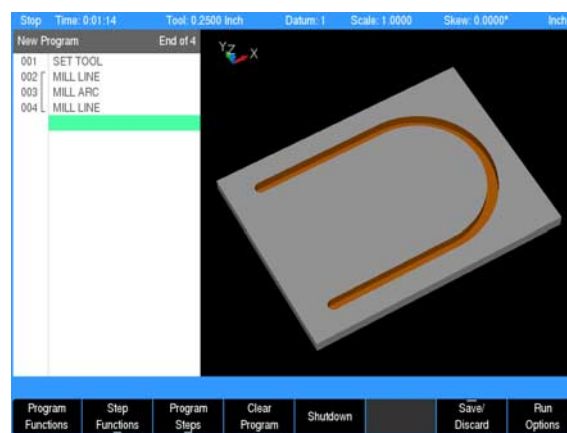 Stop Time: 0:01:14 Tool: 0.2500 Inch Datum: 1 Scale: 1.0000 Skew: 0.0000° Inch
New Program End of 4
001 SET TOOL
002 MILL LINE
003 MILL ARC
004 MILL LINE
Y Z X
Program Functions
Step Functions
Program Steps
Clear Program
Shutdown
Save/ Discard
Run Options